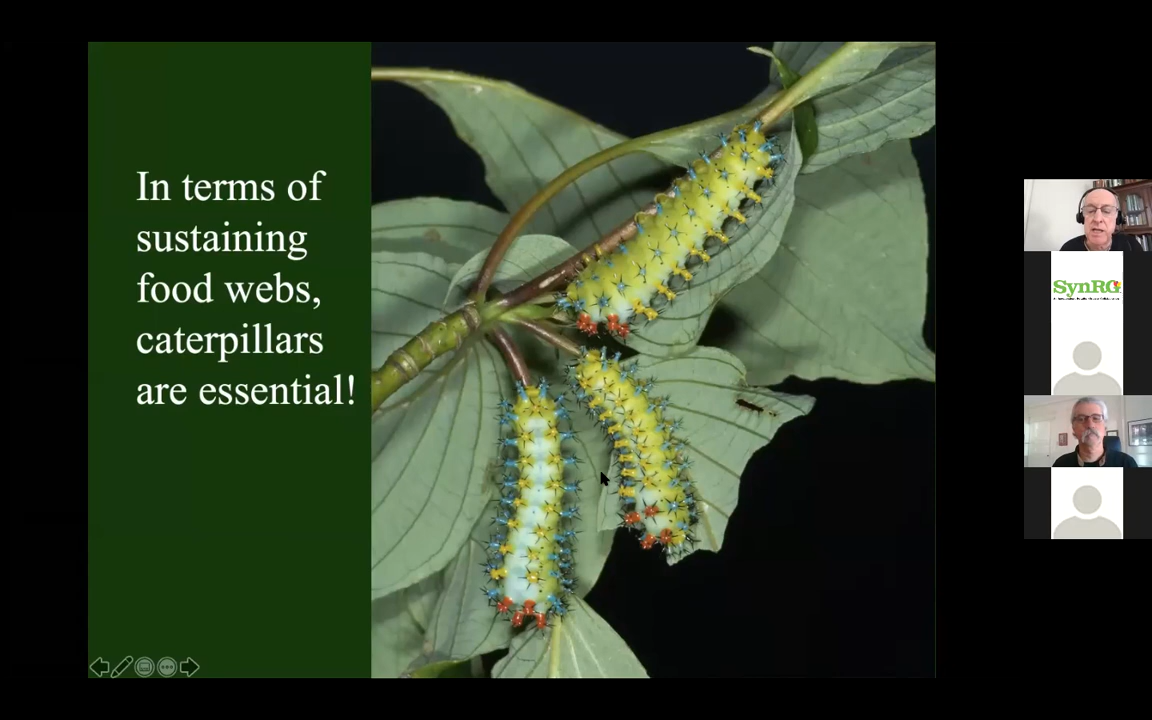 In terms of
sustaining
food webs,
caterpillars
are essential!
SynRG